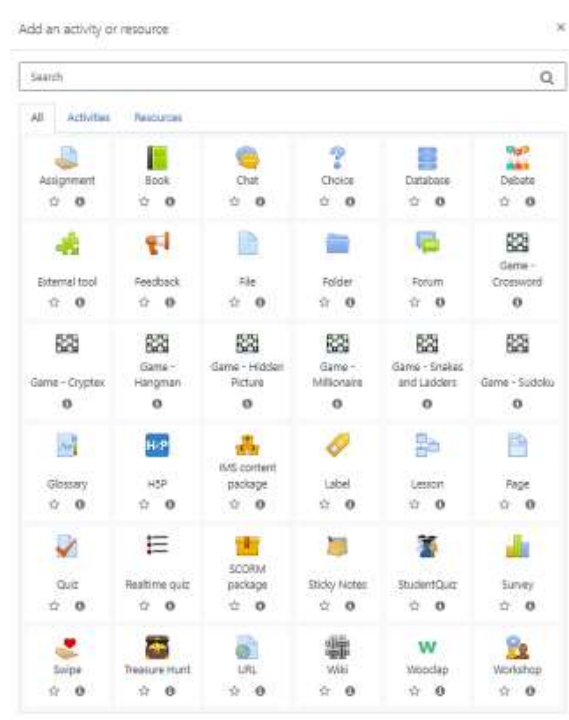 Add an activity or resource ×
Search
All Activities Resources
Assignment Book Chat Choice Database Debate
External tool Feedback File Folder Forum Game - Crossword
Game - Cryptex Game - Hangman Game - Hidden Picture Game - Millionaire Game - Snakes and Ladders Game - Sudoku
Glossary H5P IMS content package Label Lesson Page
Quiz Realtime quiz SCORM package Sticky Notes StudentQuiz Survey
Swipe Treasure Hunt URL Wiki Wooclap Workshop